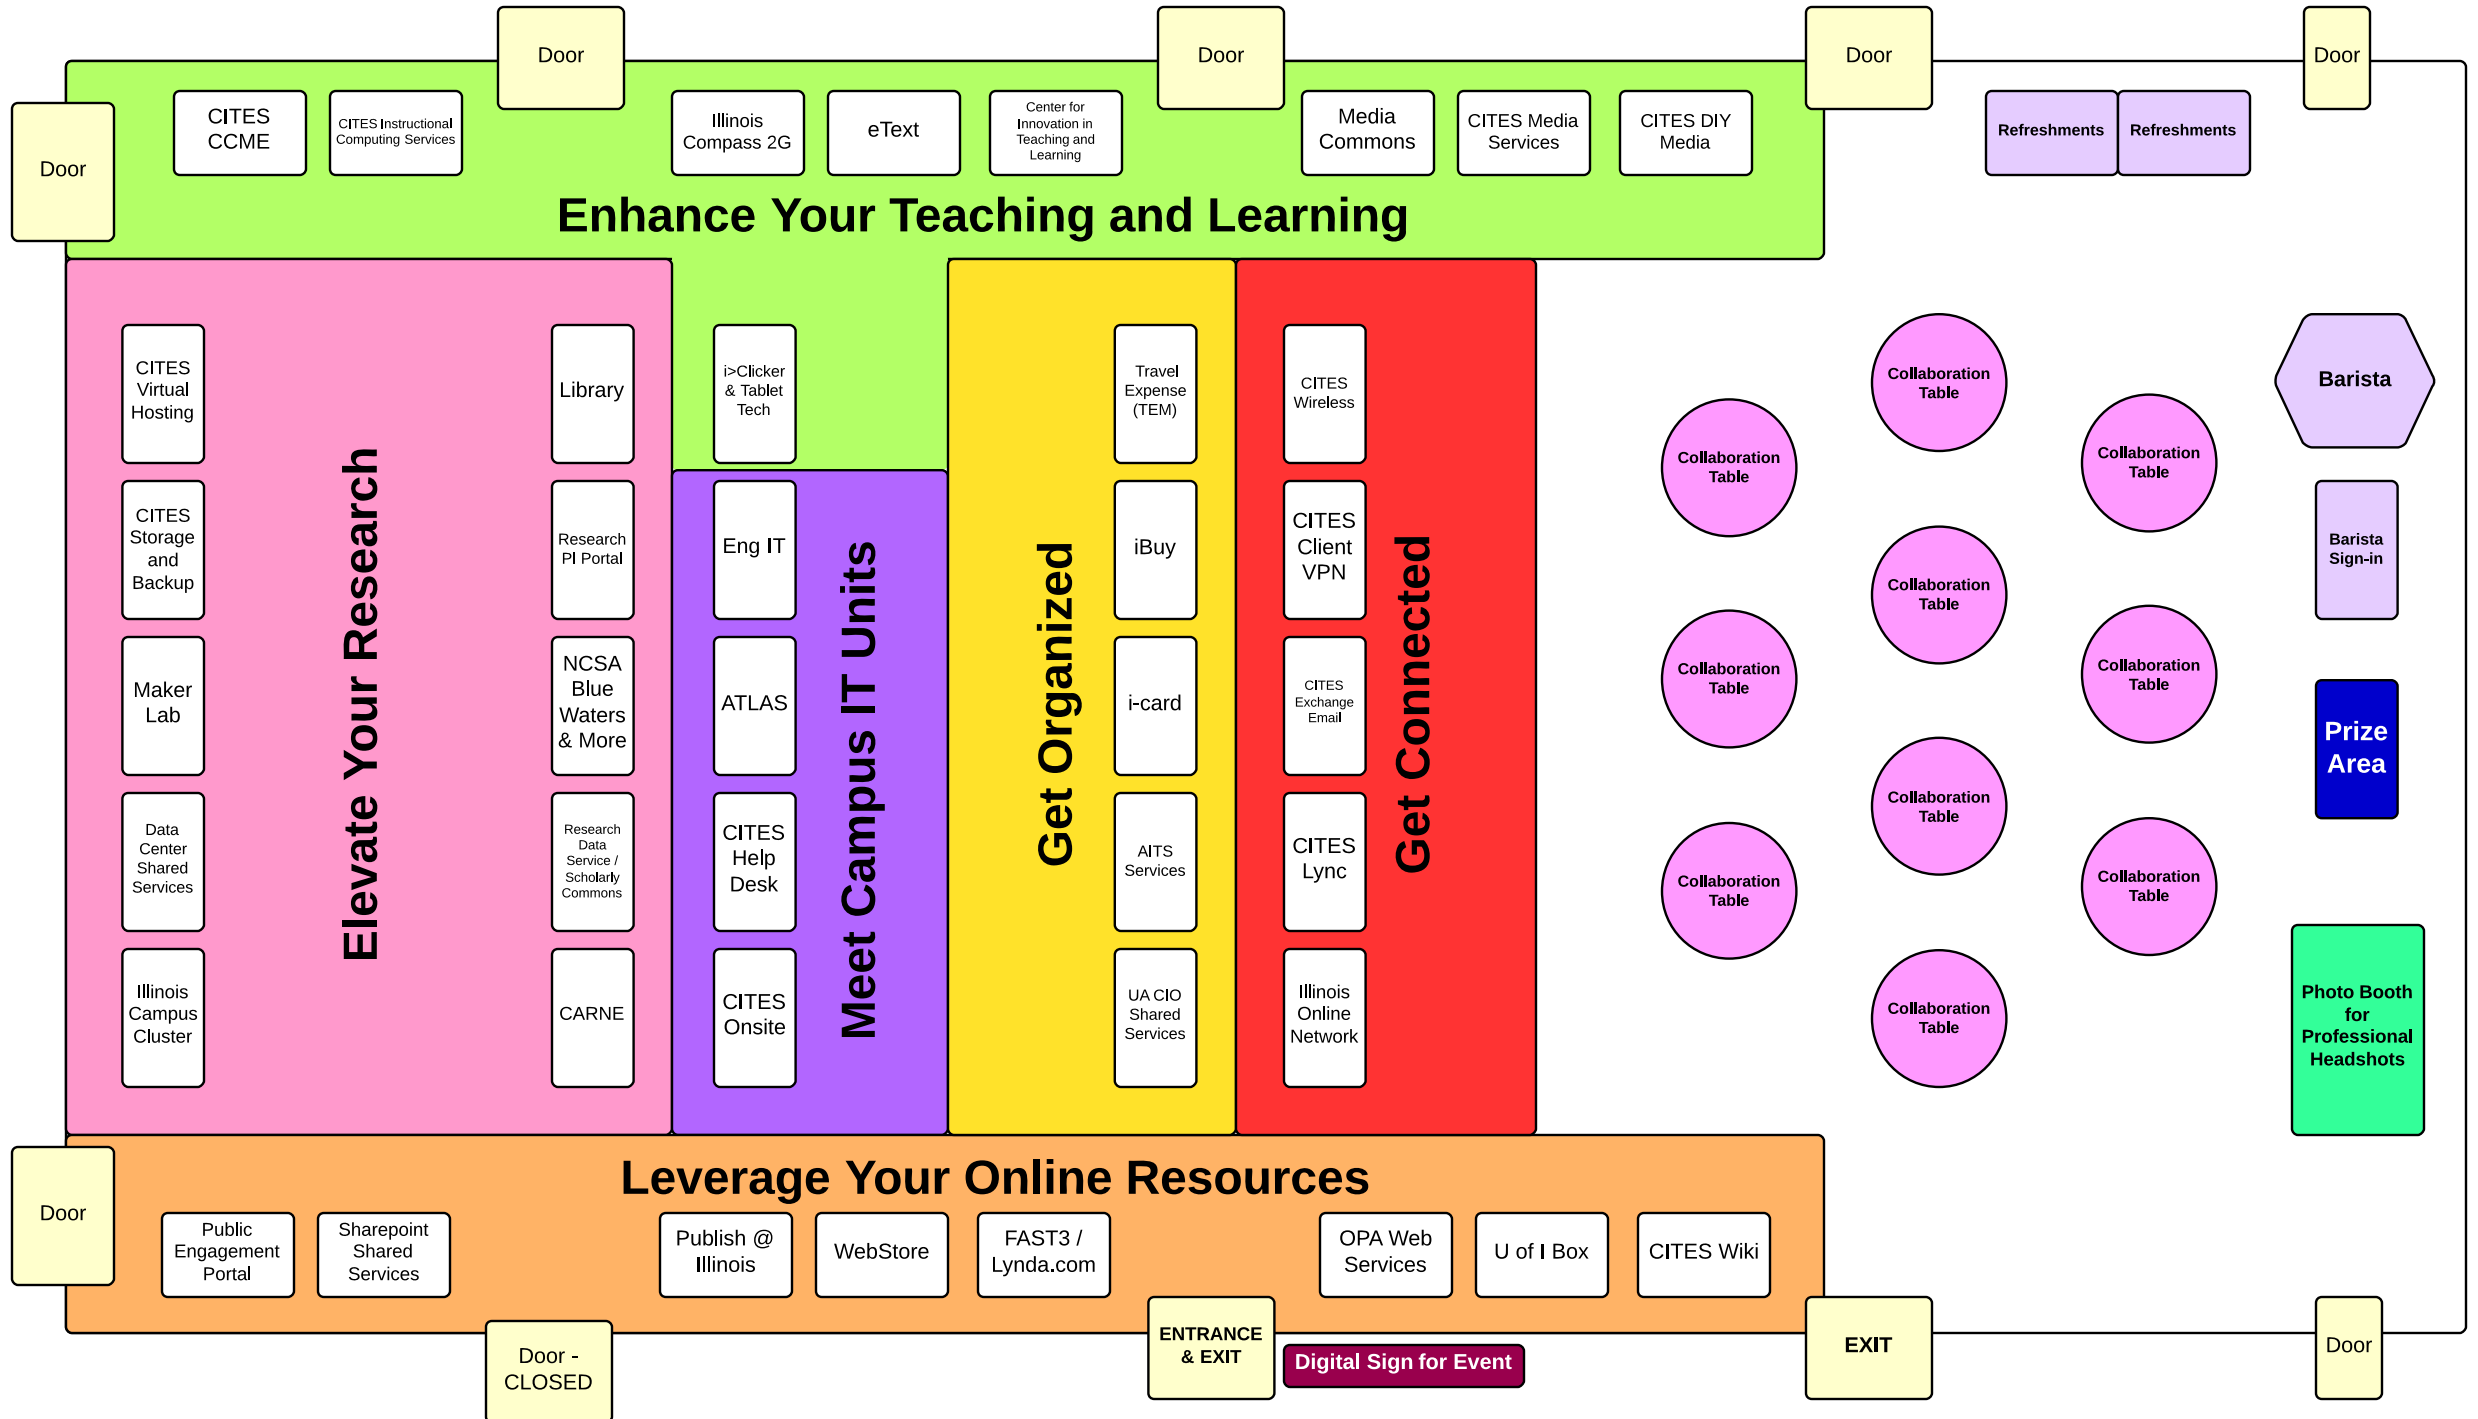 Door
Door
Door
Door
Door
CITES
CCME
CITES Instructional
Computing Services
Illinois
Compass 2G
eText
Center for
Innovation in
Teaching and
Learning
Media
Commons
CITES Media
Services
CITES DIY
Media
Refreshments
Refreshments
Enhance Your Teaching and Learning
CITES
Virtual
Hosting
CITES
Storage
and
Backup
Maker
Lab
Data
Center
Shared
Services
Illinois
Campus
Cluster
Elevate Your Research
Library
Research
PI Portal
NCSA
Blue
Waters
& More
Research
Data
Service /
Scholarly
Commons
CARNE
i>Clicker
& Tablet
Tech
Eng IT
ATLAS
CITES
Help
Desk
CITES
Onsite
Meet Campus IT Units
Get Organized
Travel
Expense
(TEM)
iBuy
i-card
AITS
Services
UA CIO
Shared
Services
CITES
Wireless
CITES
Client
VPN
CITES
Exchange
Email
CITES
Lync
Illinois
Online
Network
Get Connected
Collaboration
Table
Collaboration
Table
Collaboration
Table
Collaboration
Table
Collaboration
Table
Collaboration
Table
Collaboration
Table
Collaboration
Table
Collaboration
Table
Collaboration
Table
Barista
Barista
Sign-in
Prize
Area
Photo Booth
for
Professional
Headshots
Leverage Your Online Resources
Door
Public
Engagement
Portal
Sharepoint
Shared
Services
Publish @
Illinois
WebStore
FAST3 /
Lynda.com
OPA Web
Services
U of I Box
CITES Wiki
Door -
CLOSED
ENTRANCE
& EXIT
Digital Sign for Event
EXIT
Door